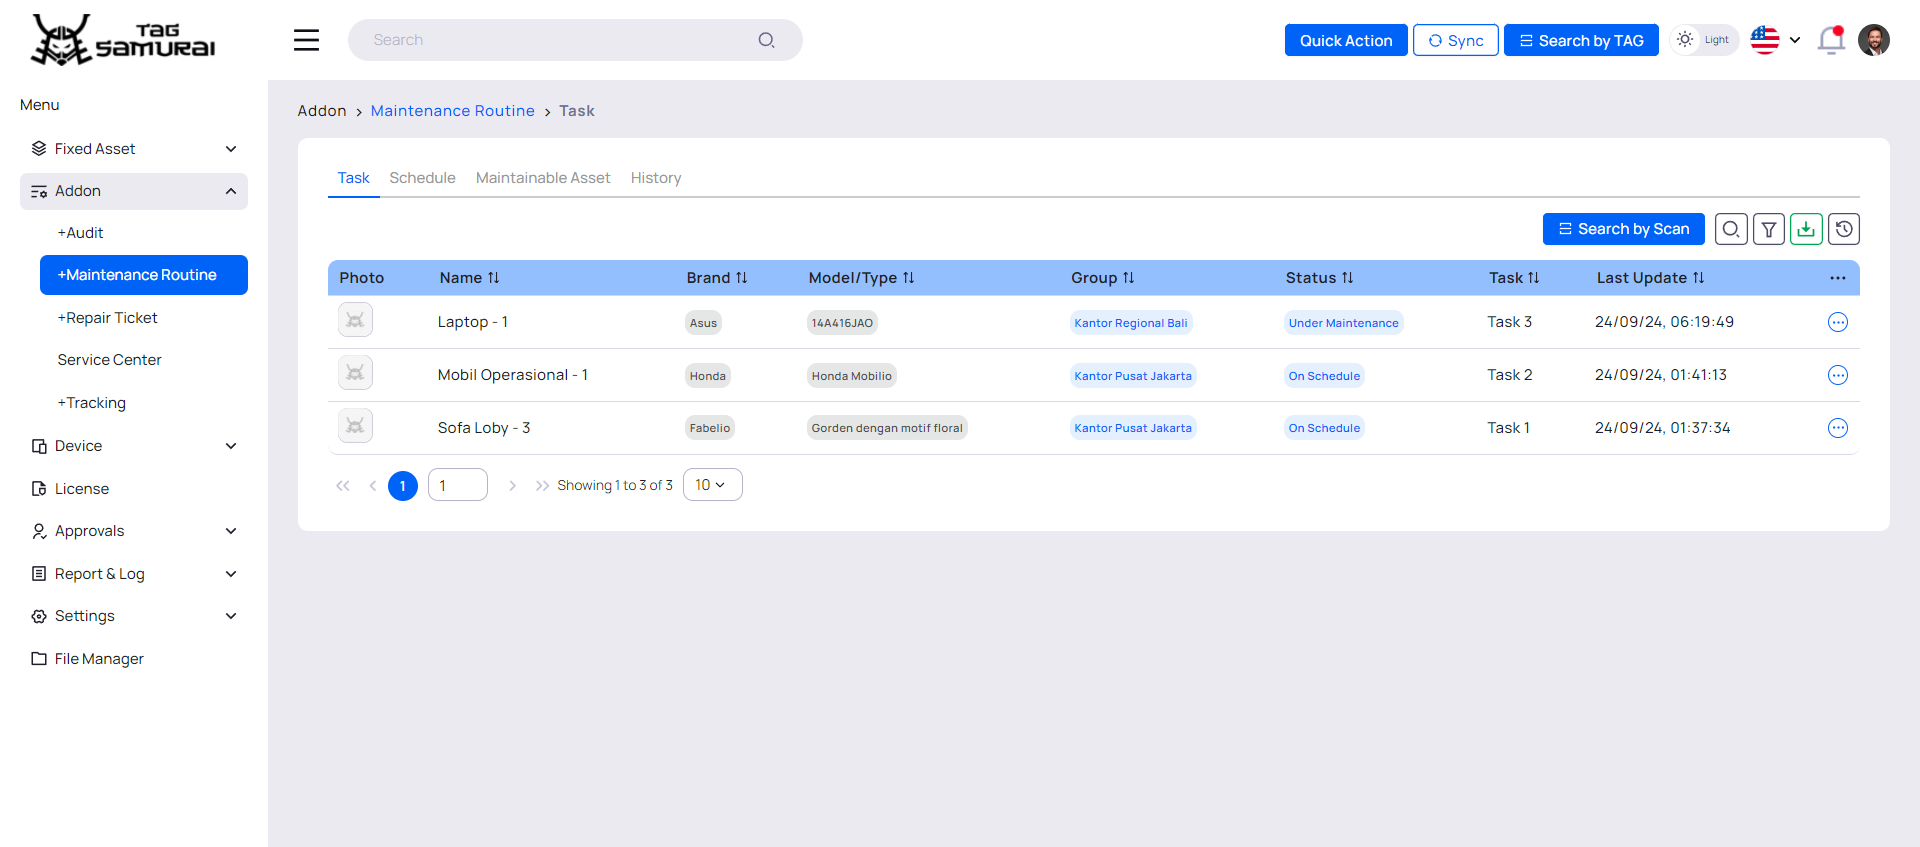 TAG SAMURAI
Search
Quick Action
Sync
Search by TAG
Light
Menu
Fixed Asset
Addon
+Audit
+Maintenance Routine
+Repair Ticket
Service Center
+Tracking
Device
License
Approvals
Report & Log
Settings
File Manager
Addon > Maintenance Routine > Task
Task Schedule Maintainable Asset History
Search by Scan
Photo Name Brand Model/Type Group Status Task Last Update
Laptop - 1 Asus 14A416JAO Kantor Regional Bali Under Maintenance Task 3 24/09/24, 06:19:49
Mobil Operasional - 1 Honda Honda Mobilio Kantor Pusat Jakarta On Schedule Task 2 24/09/24, 01:41:13
Sofa Loby - 3 Fabelio Gorden dengan motif floral Kantor Pusat Jakarta On Schedule Task 1 24/09/24, 01:37:34
1 1 Showing 1 to 3 of 3 10